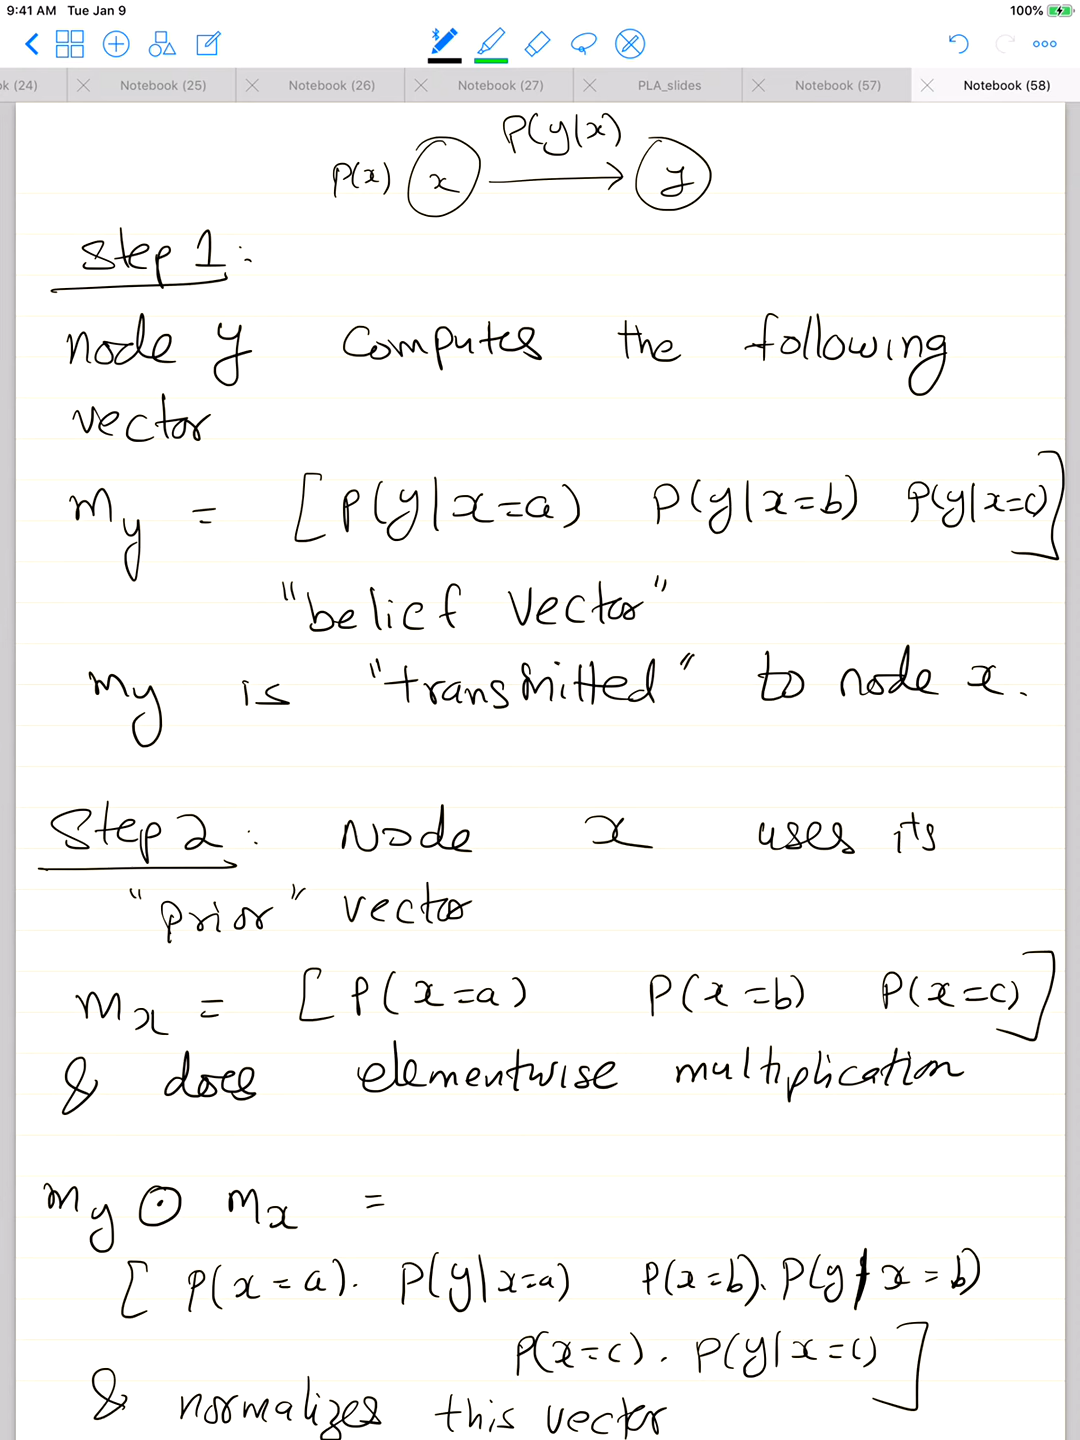 9:41 AM Tue Jan 9 100%
ok (24) Notebook (25) Notebook (26) Notebook (27) PLA_slides Notebook (57) Notebook (58)
P(y|x)
P(x) x y
Step 1:
node y computes the following
vector
my = [P(y|x=a) P(y|x=b) P(y|x=c)]
"belief vector"
my is "transmitted" to node x.
Step 2: Node x uses its
"prior" vector
mx = [P(x=a) P(x=b) P(x=c)]
& does elementwise multiplication
my ⊙ mx =
[P(x=a). P(y|x=a) P(x=b). P(y|x=b)
P(x=c). P(y|x=c)]
& normalizes this vector